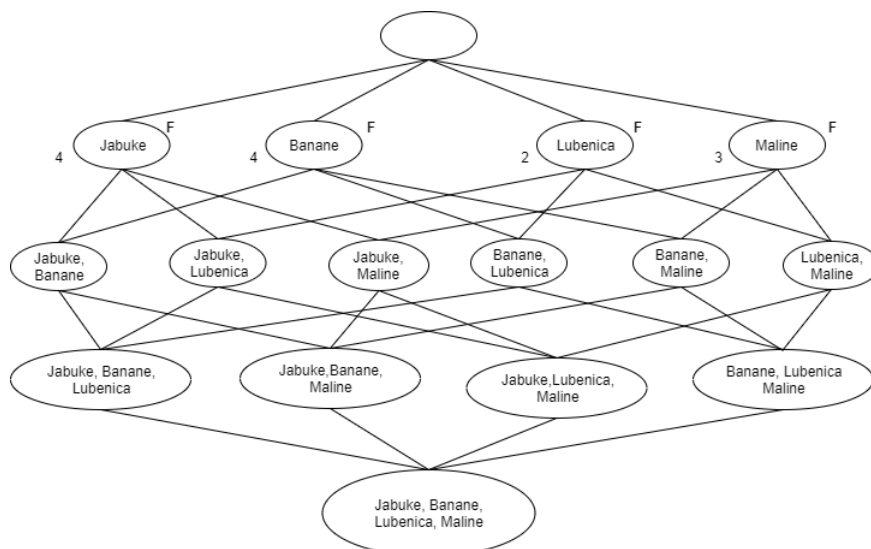 F
F
F
F
Jabuke
Banane
Lubenica
Maline
4
4
2
3
Jabuke,
Banane
Jabuke,
Lubenica
Jabuke,
Maline
Banane,
Lubenica
Banane,
Maline
Lubenica,
Maline
Jabuke, Banane,
Lubenica
Jabuke,Banane,
Maline
Jabuke,Lubenica,
Maline
Banane, Lubenica
Maline
Jabuke, Banane,
Lubenica, Maline